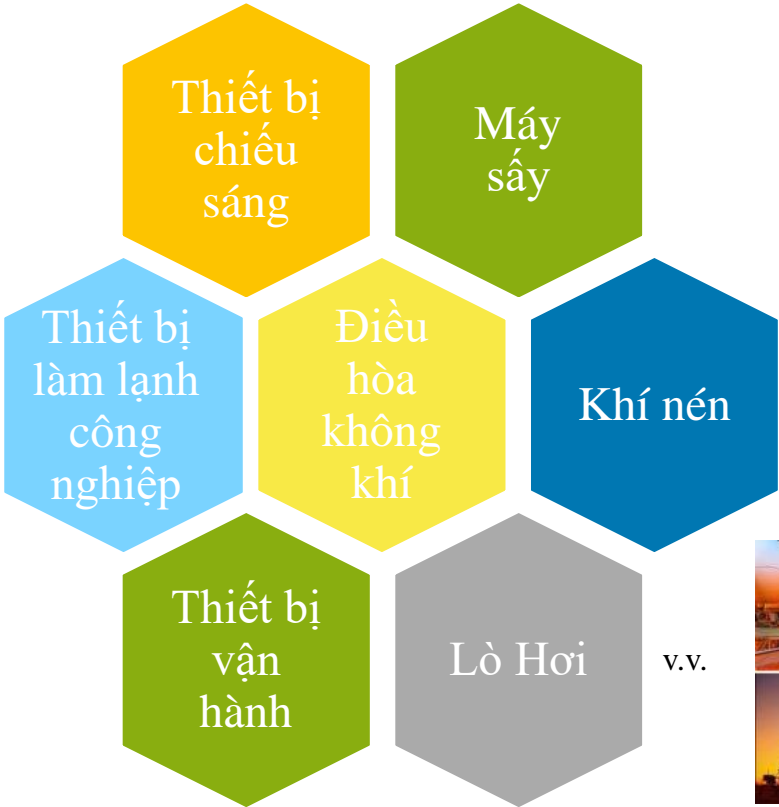 Thiết bị
chiếu
sáng
Máy
sấy
Thiết bị
làm lạnh
công
nghiệp
Điều
hòa
không
khí
Khí nén
Thiết bị
vận
hành
Lò Hơi
v.v.